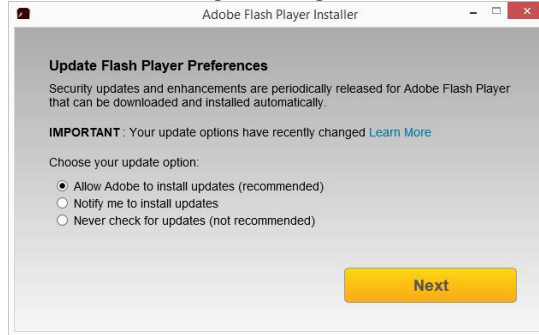 Adobe Flash Player Installer
Update Flash Player Preferences
Security updates and enhancements are periodically released for Adobe Flash Player
that can be downloaded and installed automatically.
IMPORTANT : Your update options have recently changed Learn More
Choose your update option:
Allow Adobe to install updates (recommended)
Notify me to install updates
Never check for updates (not recommended)
Next